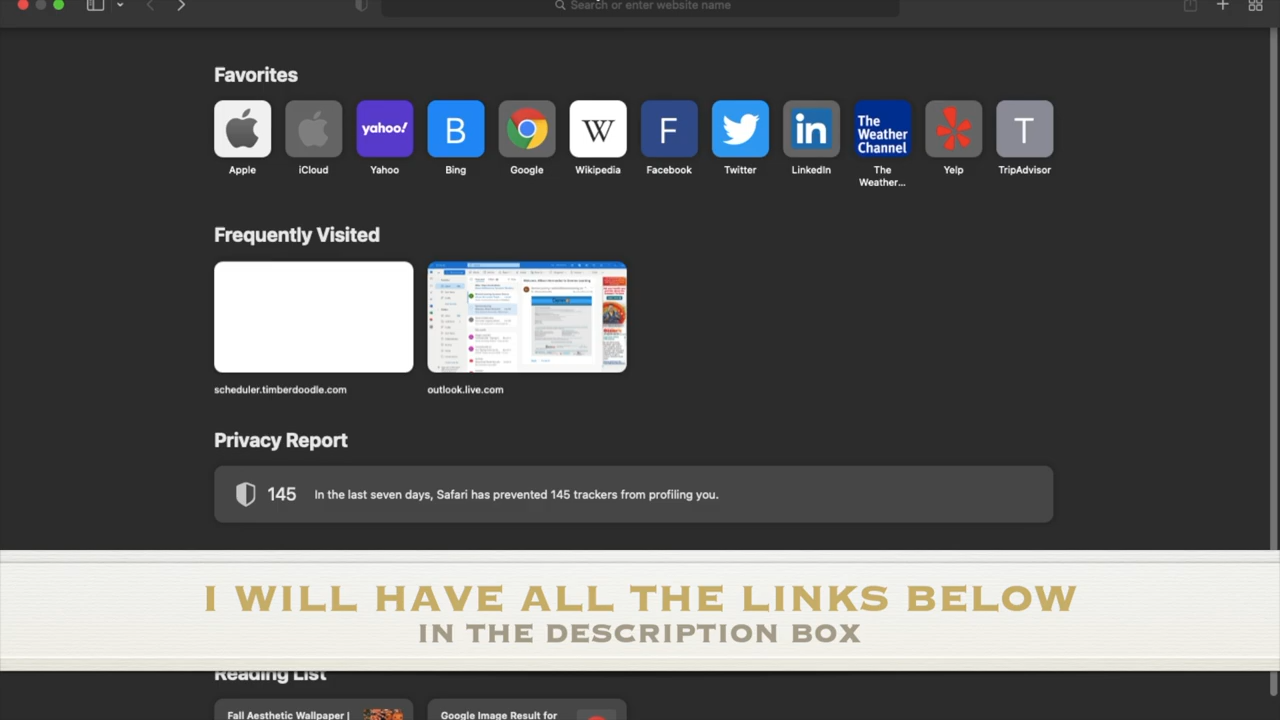 Search or enter website name
Favorites
yahoo!
B
W
F
in
The
Weather
Channel
T
Apple
iCloud
Yahoo
Bing
Google
Wikipedia
Facebook
Twitter
LinkedIn
The
Weather...
Yelp
TripAdvisor
Frequently Visited
scheduler.timberdoodle.com
outlook.live.com
Privacy Report
145
In the last seven days, Safari has prevented 145 trackers from profiling you.
I WILL HAVE ALL THE LINKS BELOW
IN THE DESCRIPTION BOX
Reading List
Fall Aesthetic Wallpaper |
Google Image Result for